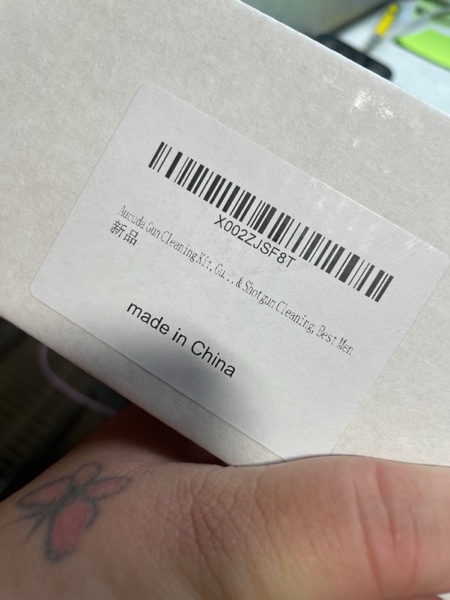 X002ZJSF8T
Aucuda Gun Cleaning Kit, Gu...& Shotgun Cleaning, Best Men
新品
made in China